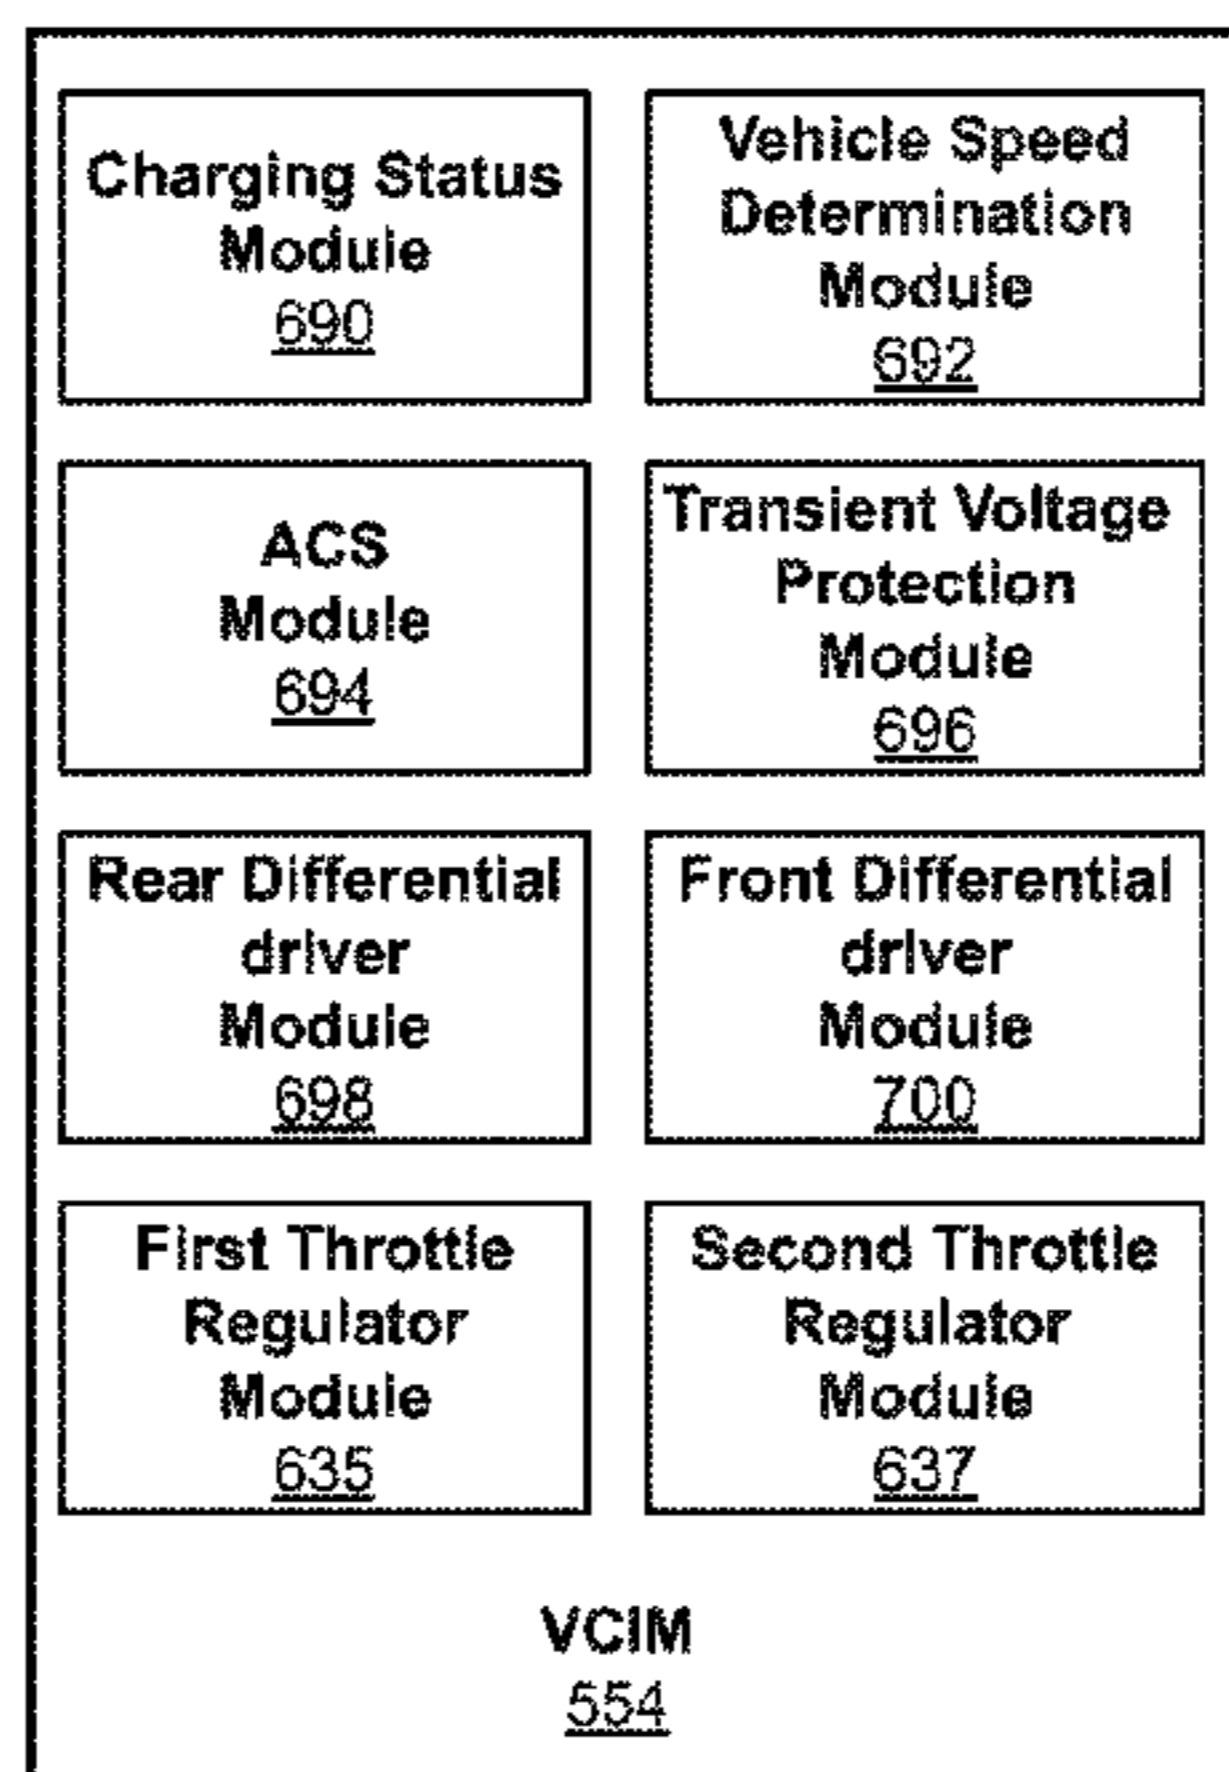 Charging Status
Module
690
Vehicle Speed
Determination
Module
692
ACS
Module
694
Transient Voltage
Protection
Module
696
Rear Differential
driver
Module
698
Front Differential
driver
Module
700
First Throttle
Regulator
Module
635
Second Throttle
Regulator
Module
637
VCIM
554